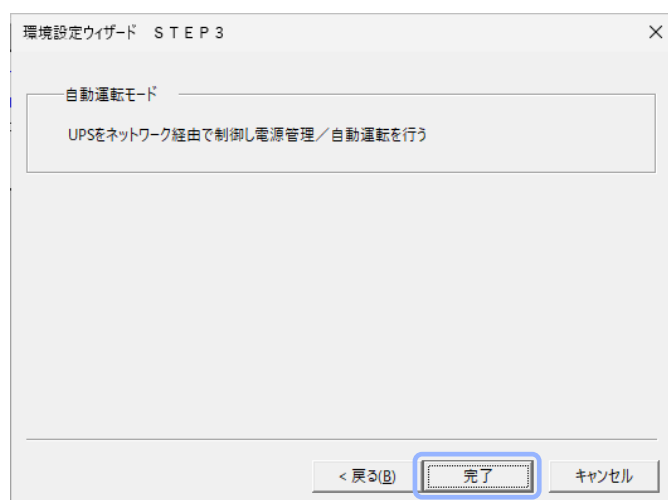 環境設定ウィザード　ＳＴＥＰ３
自動運転モード
UPSをネットワーク経由で制御し電源管理／自動運転を行う
< 戻る(B)
完了
キャンセル